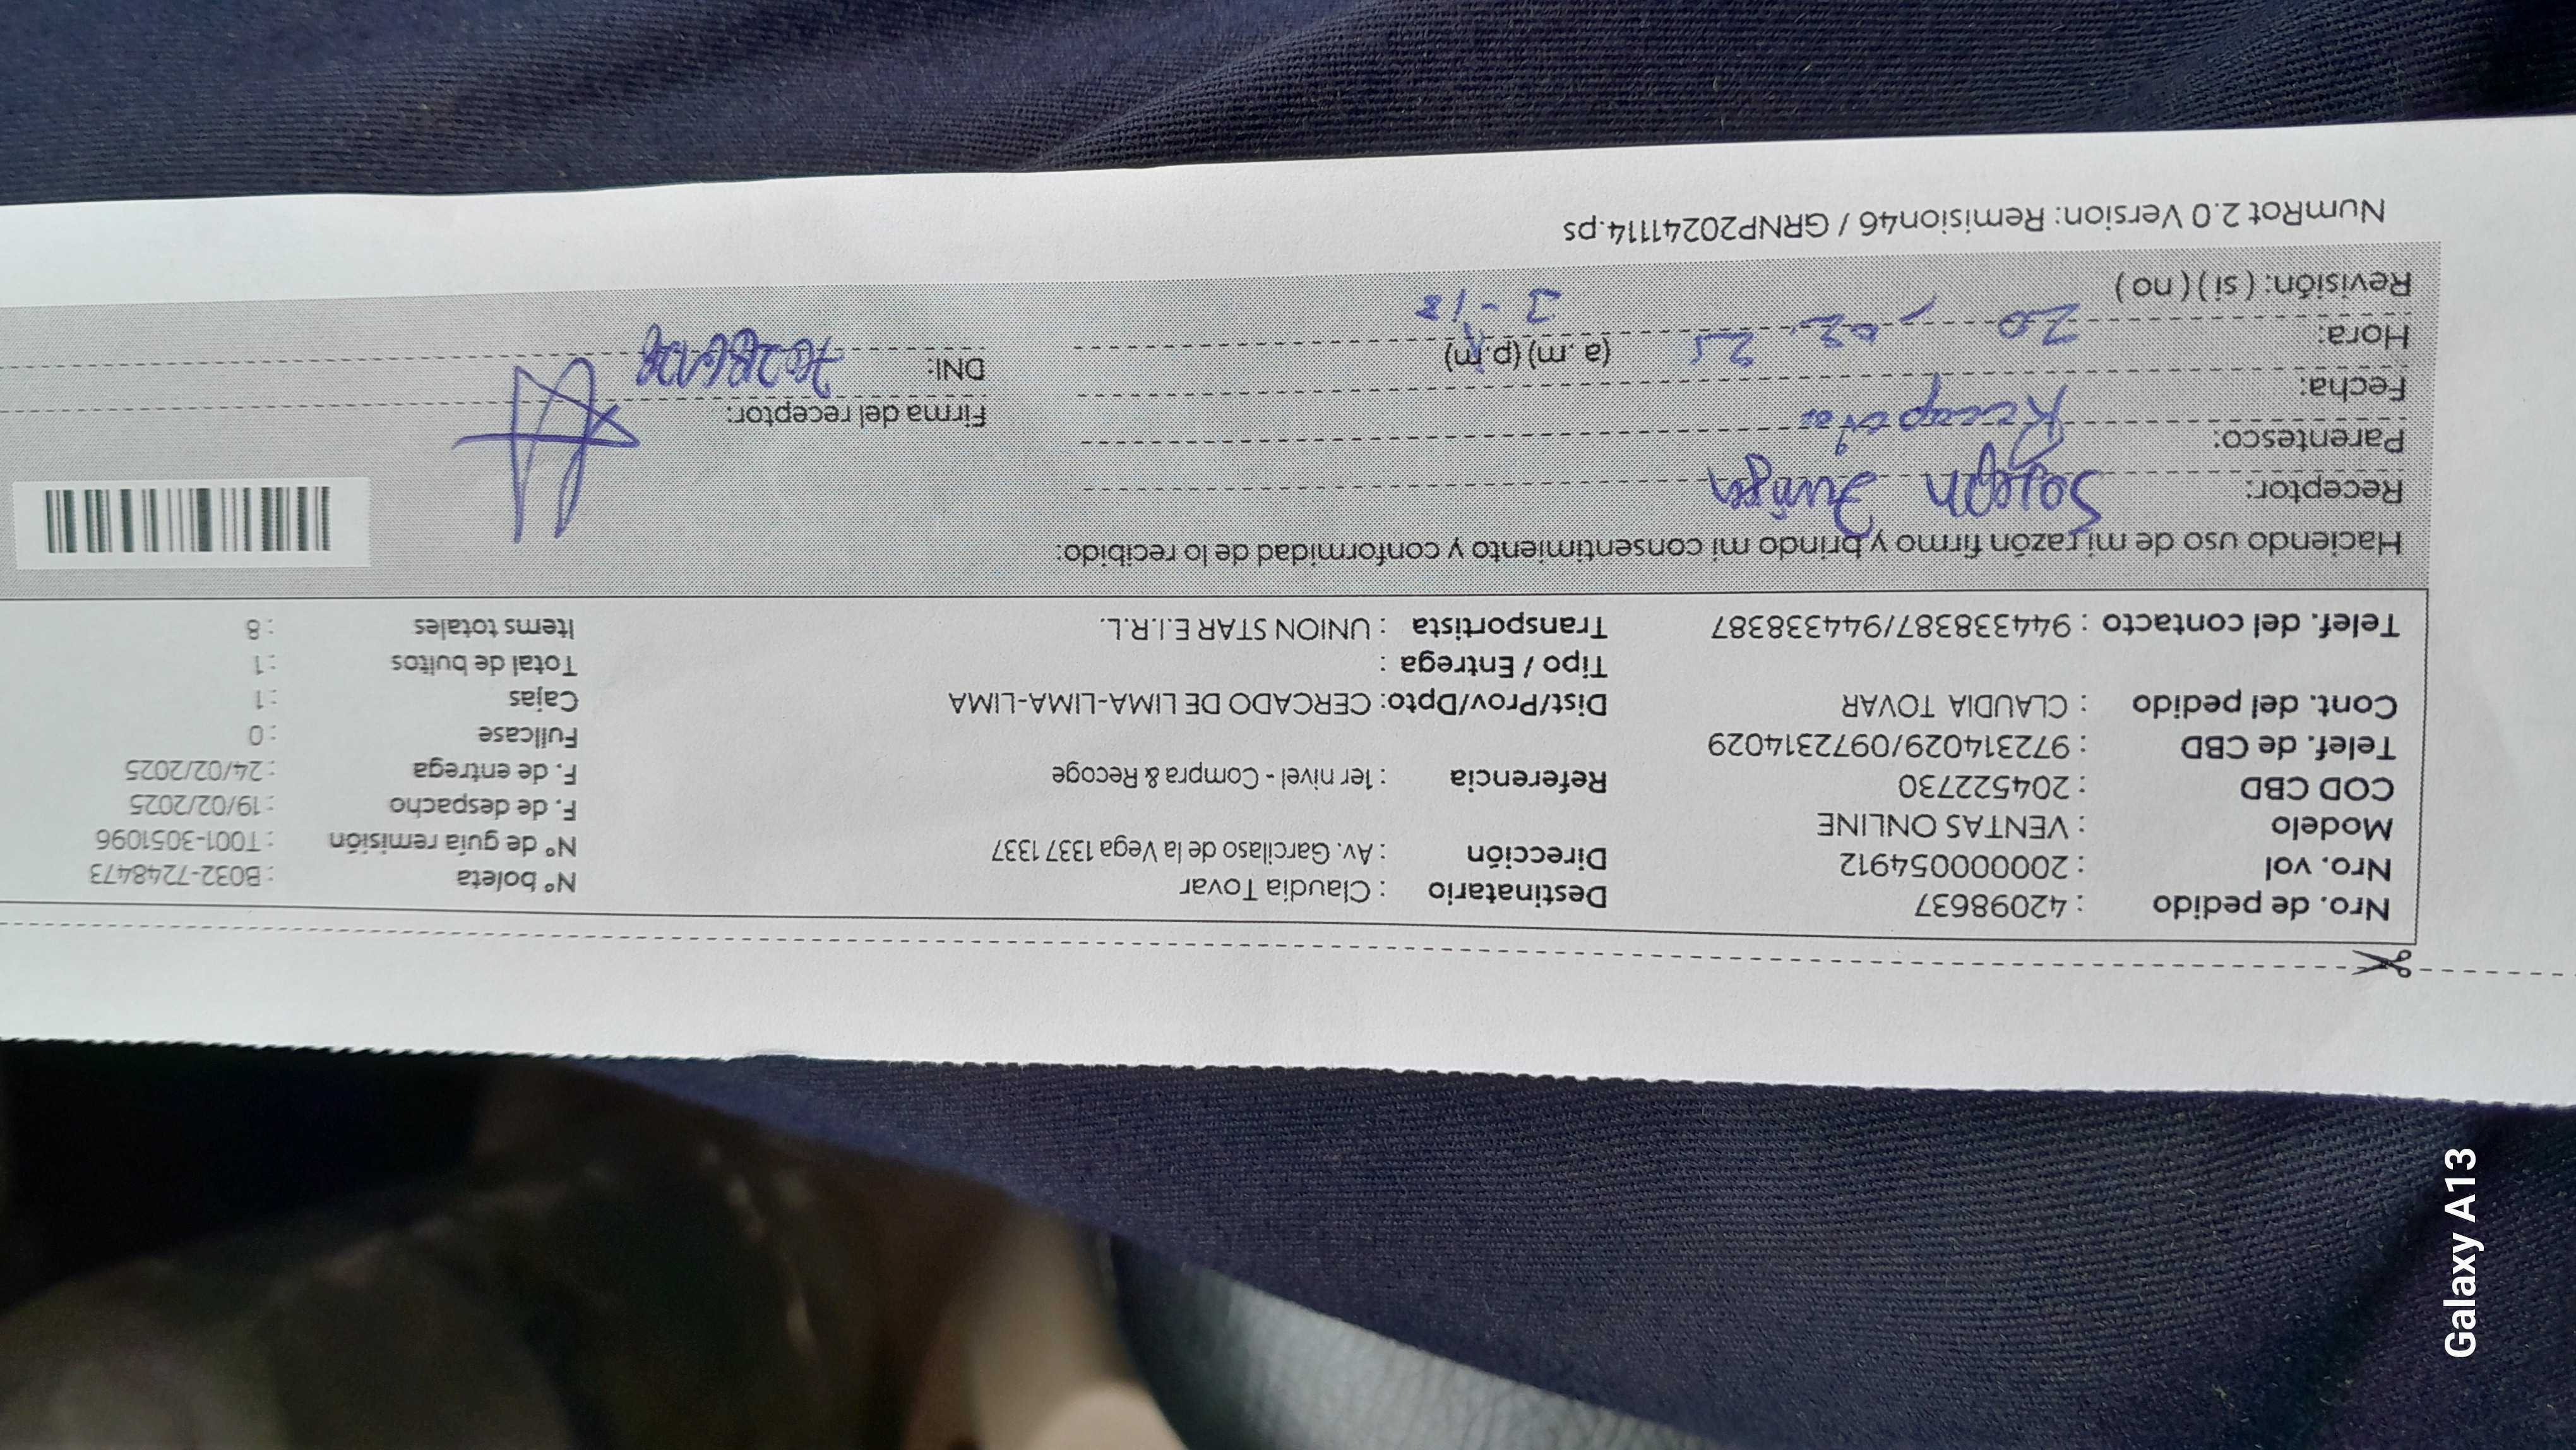 Nro. de pedido : 42098637
Nro. vol : 2000000054912
Modelo : VENTAS ONLINE
COD CBD : 204522730
Telef. de CBD : 972314029/0972314029
Cont. del pedido : CLAUDIA TOVAR
Telef. del contacto : 944338387/944338387
Destinatario : Claudia Tovar
Dirección : Av. Garcilaso de la Vega 1337 1337
Referencia : 1er nivel - Compra & Recoge
Dist/Prov/Dpto: CERCADO DE LIMA-LIMA-LIMA
Tipo / Entrega :
Transportista : UNION STAR E.I.R.L.
N° boleta : B032-7248473
N° de guía remisión : T001-3051096
F. de despacho : 19/02/2025
F. de entrega : 24/02/2025
Fullcase : 0
Cajas : 1
Total de bultos : 1
Items totales : 8
Haciendo uso de mi razón firmo y brindo mi consentimiento y conformidad de lo recibido:
Receptor:
Parentesco:
Fecha:
Hora: 20 - 02 - 25 (a. m) (p.m)
Revisión: ( si ) ( no )
Firma del receptor:
DNI:
NumRot 2.0 Version: Remision46 / GRNP20241114.ps
Galaxy A13